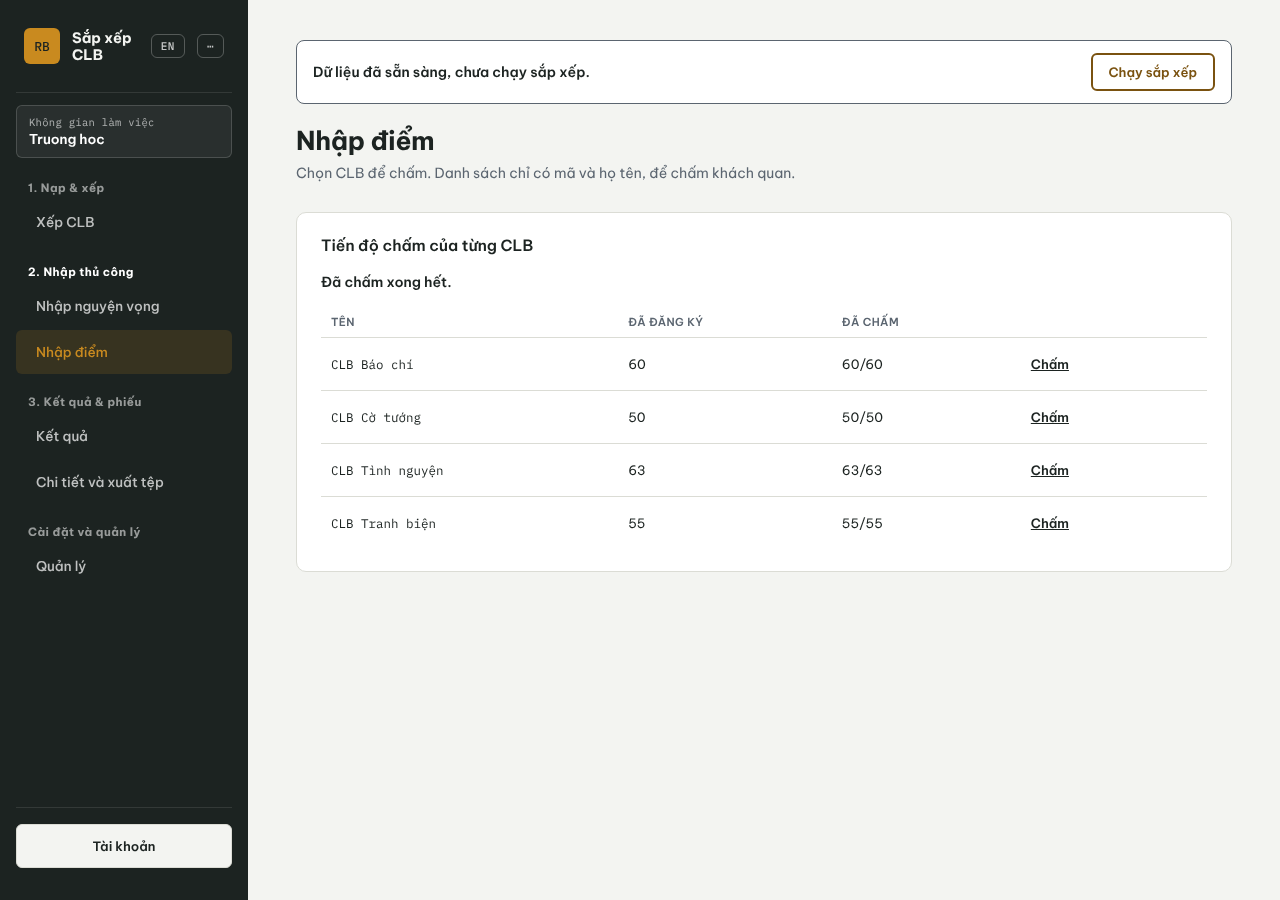 RB
Sắp xếp
CLB
EN
⋯
Không gian làm việc
Truong hoc
1. Nạp & xếp
Xếp CLB
2. Nhập thủ công
Nhập nguyện vọng
Nhập điểm
3. Kết quả & phiếu
Kết quả
Chi tiết và xuất tệp
Cài đặt và quản lý
Quản lý
Tài khoản
Dữ liệu đã sẵn sàng, chưa chạy sắp xếp.
Chạy sắp xếp
Nhập điểm
Chọn CLB để chấm. Danh sách chỉ có mã và họ tên, để chấm khách quan.
Tiến độ chấm của từng CLB
Đã chấm xong hết.
TÊN ĐÃ ĐĂNG KÝ ĐÃ CHẤM
CLB Báo chí 60 60/60 Chấm
CLB Cờ tướng 50 50/50 Chấm
CLB Tình nguyện 63 63/63 Chấm
CLB Tranh biện 55 55/55 Chấm